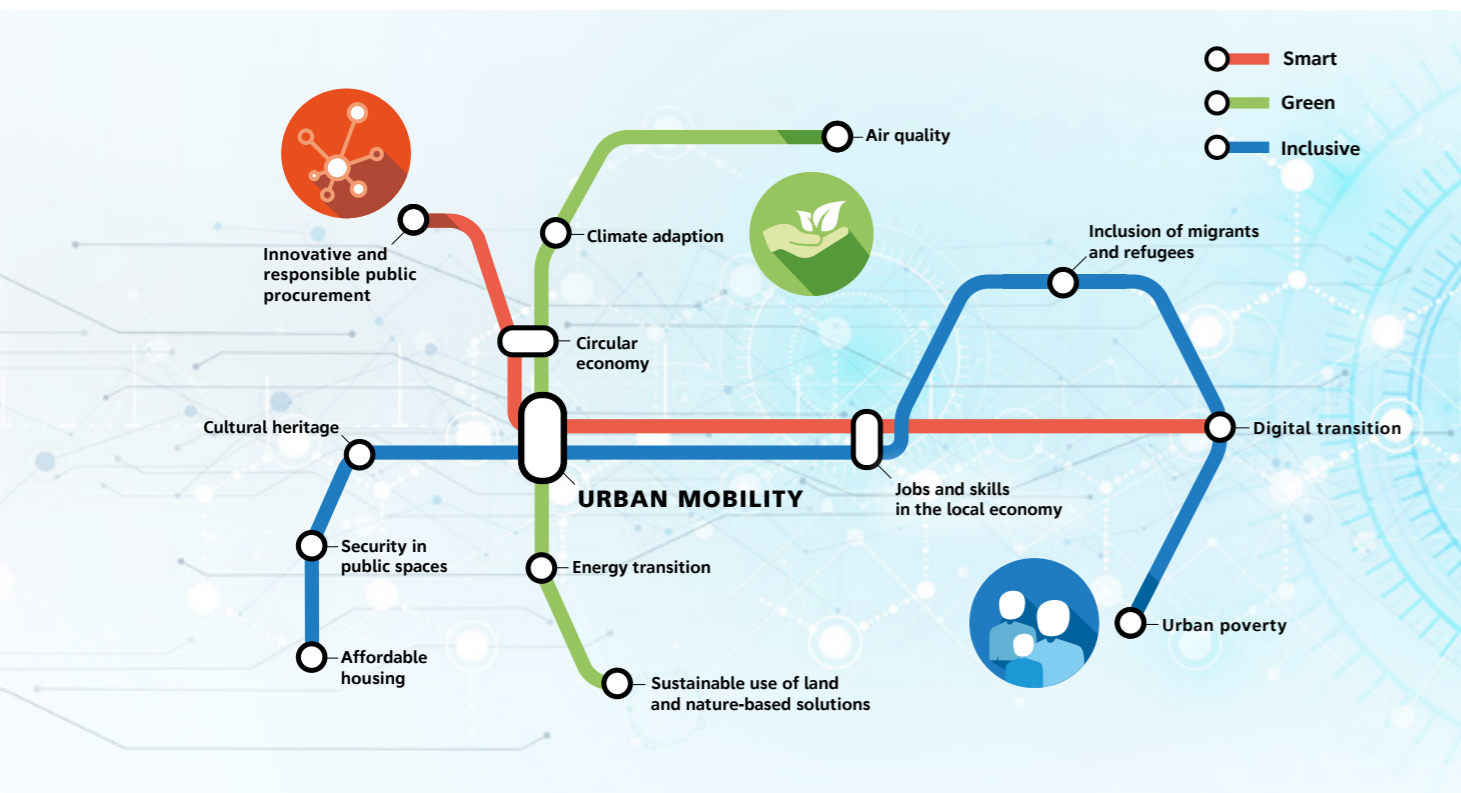 Smart
Green
Inclusive
Air quality
Climate adaption
Innovative and
responsible public
procurement
Inclusion of migrants
and refugees
Circular
economy
Cultural heritage
Digital transition
URBAN MOBILITY
Jobs and skills
in the local economy
Security in
public spaces
Energy transition
Urban poverty
Affordable
housing
Sustainable use of land
and nature-based solutions